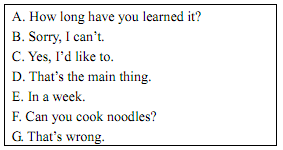 A. How long have you learned it?
B. Sorry, I can't.
C. Yes, I'd like to.
D. That's the main thing.
E. In a week.
F. Can you cook noodles?
G. That's wrong.